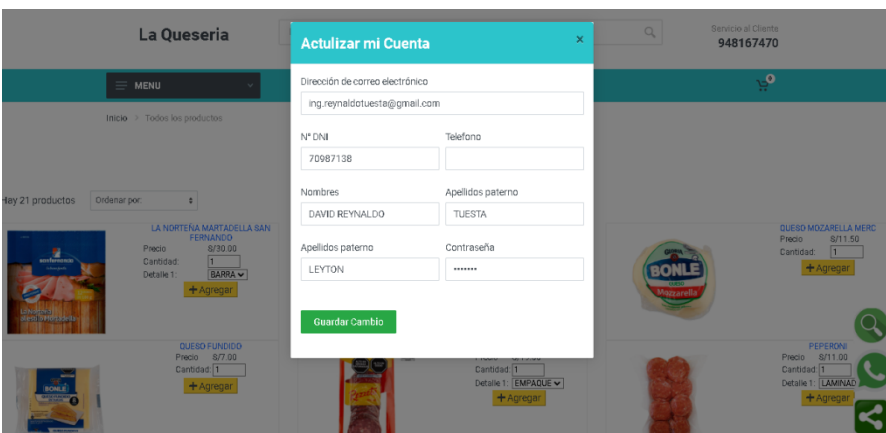 La Queseria
Servicio al Cliente
948167470
MENU
0
Inicio
Todos los productos
Actulizar mi Cuenta
×
Dirección de correo electrónico
ing.reynaldotuesta@gmail.com
N° DNI
Telefono
70987138
Nombres
Apellidos paterno
DAVID REYNALDO
TUESTA
Apellidos paterno
Contraseña
LEYTON
•••••••
Guardar Cambio
Hay 21 productos
Ordenar por:
LA NORTEÑA MARTADELLA SAN
FERNANDO
Precio S/30.00
Cantidad: 1
Detalle 1: BARRA
+ Agregar
QUESO MOZARELLA MERC
Precio S/11.50
Cantidad: 1
+ Agregar
BONLÉ
Mozzarella
QUESO FUNDIDO
Precio S/7.00
Cantidad: 1
+ Agregar
BONLÉ
Cantidad: 1
Detalle 1: EMPAQUE
+ Agregar
PEPERONI
Precio S/11.00
Cantidad: 1
Detalle 1: LAMINAD
+ Agregar